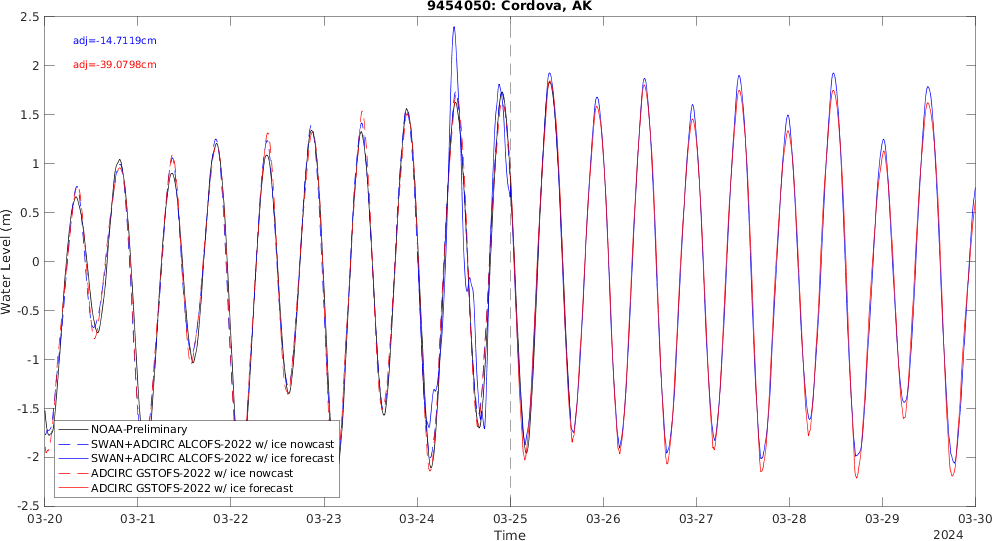 9454050: Cordova, AK
adj=-14.7119cm
adj=-39.0798cm
Water Level (m)
2.5
2
1.5
1
0.5
0
-0.5
-1
-1.5
-2
-2.5
NOAA-Preliminary
SWAN+ADCIRC ALCOFS-2022 w/ ice nowcast
SWAN+ADCIRC ALCOFS-2022 w/ ice forecast
ADCIRC GSTOFS-2022 w/ ice nowcast
ADCIRC GSTOFS-2022 w/ ice forecast
03-20 03-21 03-22 03-23 03-24 03-25 03-26 03-27 03-28 03-29 03-30
Time
2024